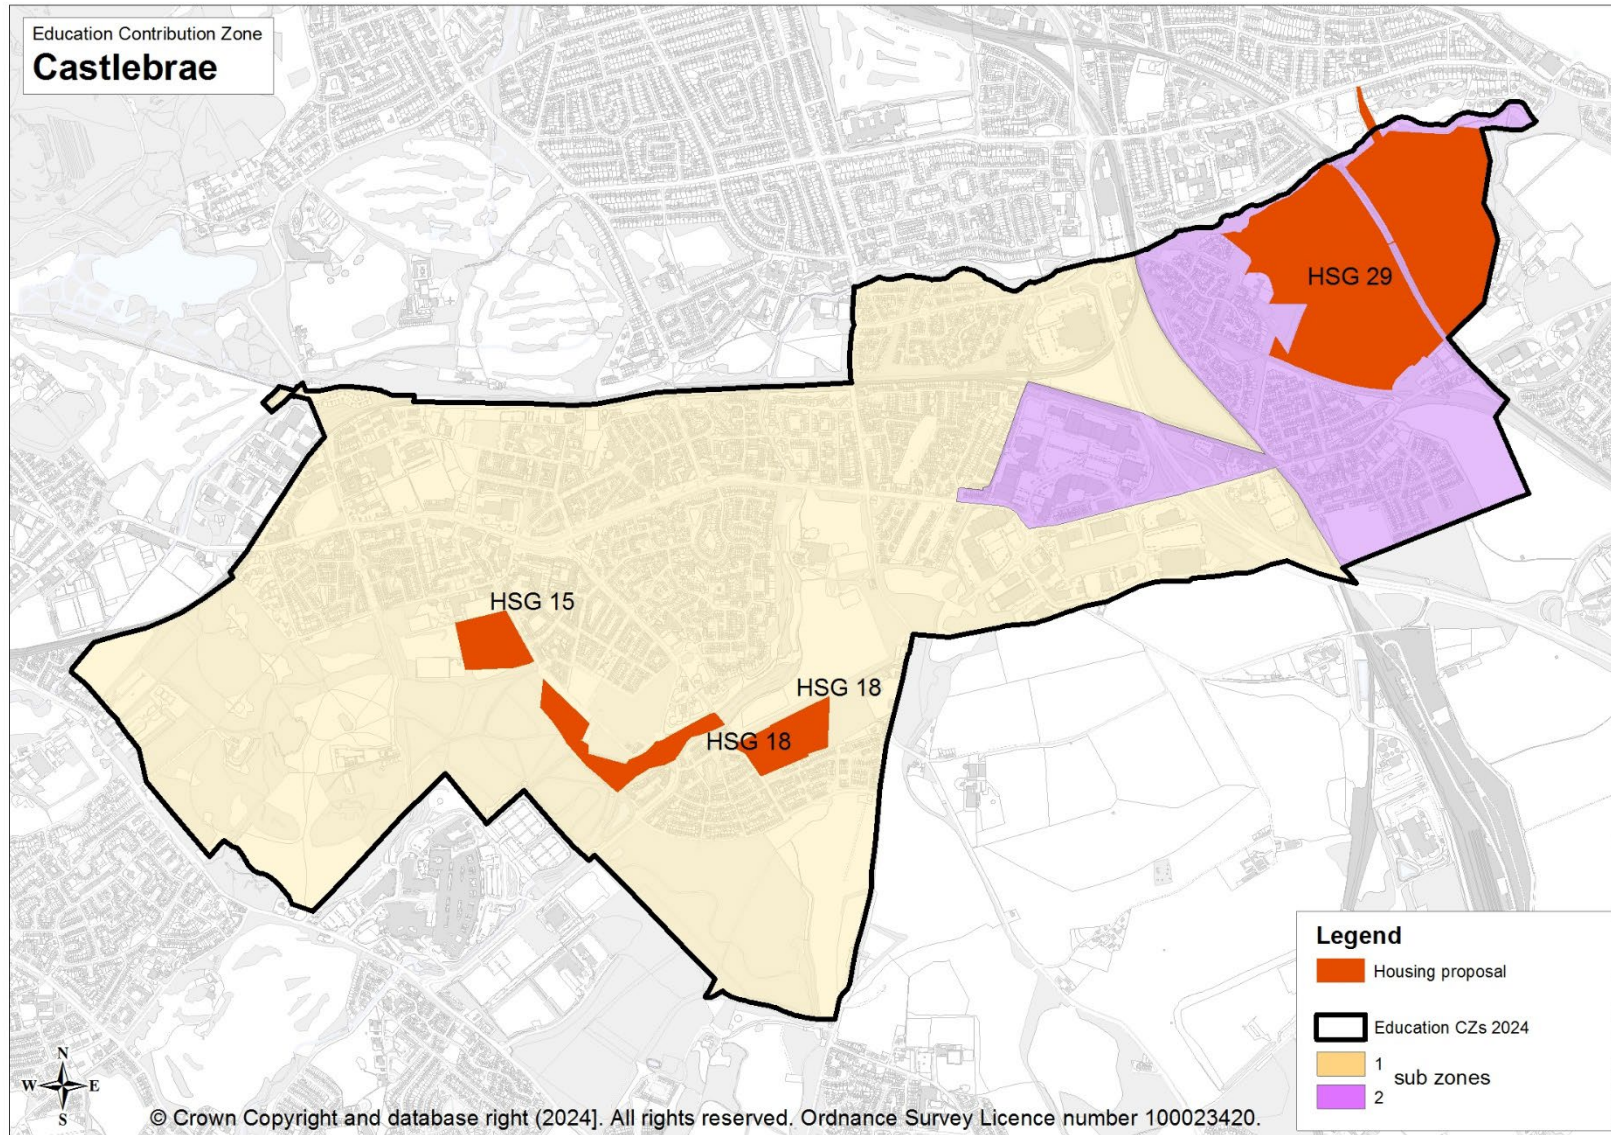 Education Contribution Zone
Castlebrae
HSG 29
HSG 15
HSG 18
HSG 18
Legend
Housing proposal
Education CZs 2024
1
sub zones
2
N
W E
S
© Crown Copyright and database right (2024]. All rights reserved. Ordnance Survey Licence number 100023420.